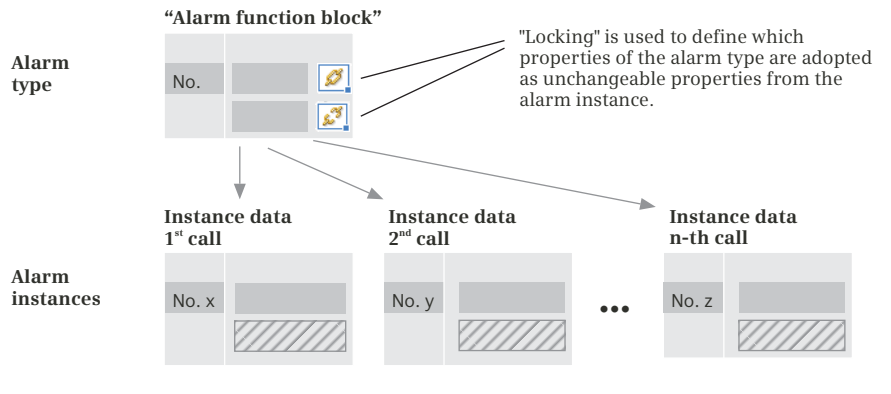 “Alarm function block”
Alarm
type
No.
"Locking" is used to define which
properties of the alarm type are adopted
as unchangeable properties from the
alarm instance.
Instance data
1st call
Instance data
2nd call
Instance data
n-th call
Alarm
instances
No. x
No. y
•••
No. z